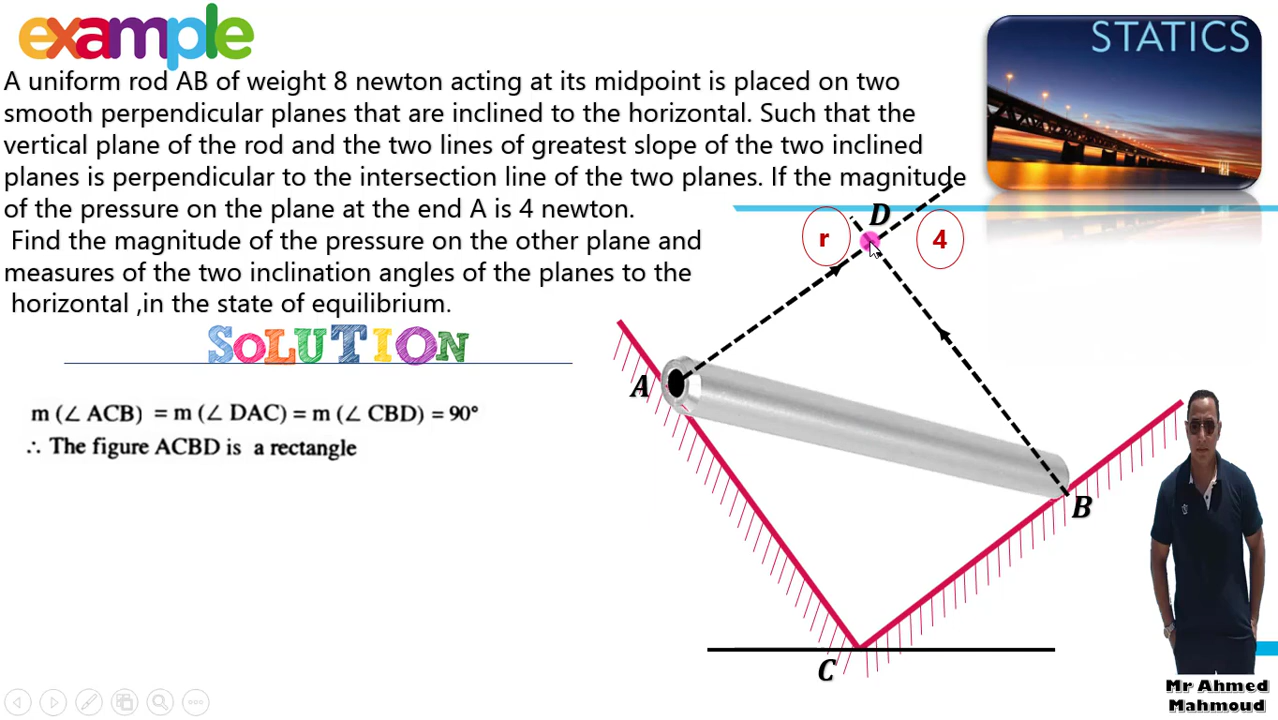 example
STATICS
A uniform rod AB of weight 8 newton acting at its midpoint is placed on two
smooth perpendicular planes that are inclined to the horizontal. Such that the
vertical plane of the rod and the two lines of greatest slope of the two inclined
planes is perpendicular to the intersection line of the two planes. If the magnitude
of the pressure on the plane at the end A is 4 newton.
Find the magnitude of the pressure on the other plane and
measures of the two inclination angles of the planes to the
horizontal ,in the state of equilibrium.
SOLUTION
m (∠ ACB) = m (∠ DAC) = m (∠ CBD) = 90°
∴ The figure ACBD is a rectangle
D
r
4
A
B
C
Mr Ahmed
Mahmoud